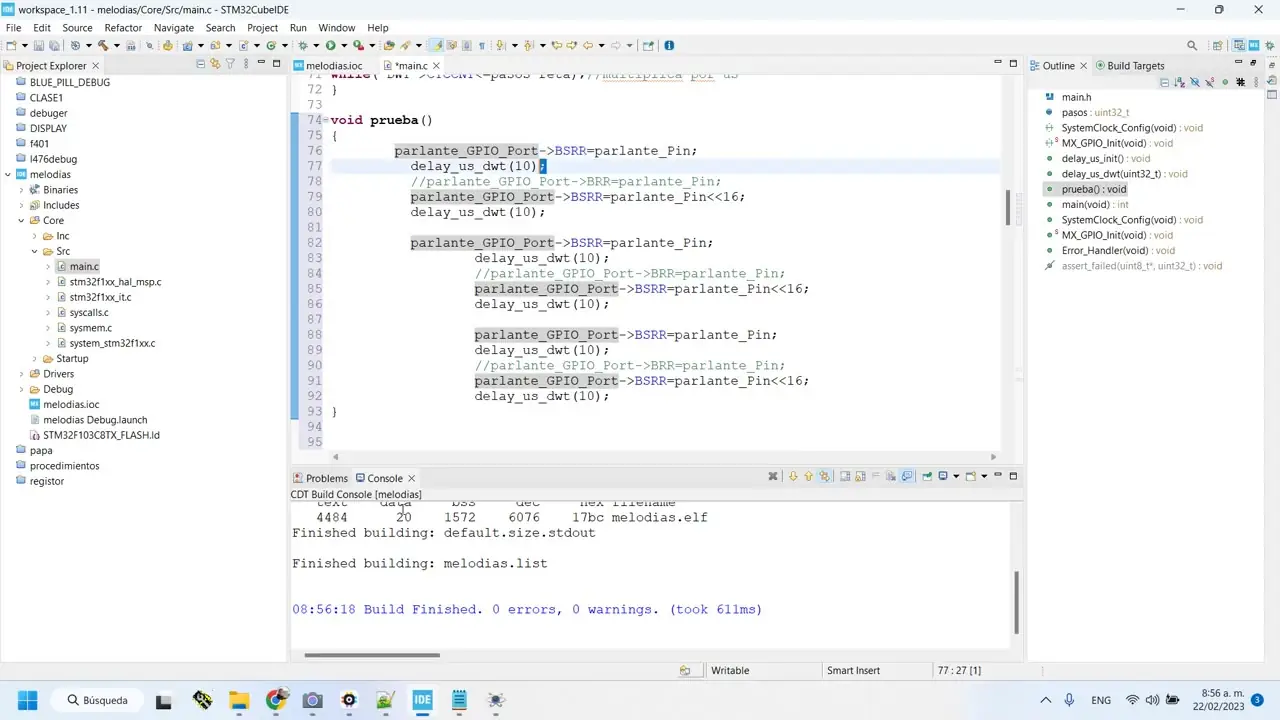 workspace_1.11 - melodias/Core/Src/main.c - STM32CubeIDE
File Edit Source Refactor Navigate Search Project Run Window Help
Project Explorer
BLUE_PILL_DEBUG
CLASE1
debuger
DISPLAY
f401
l476debug
melodias
Binaries
Includes
Core
Inc
Src
main.c
stm32f1xx_hal_msp.c
stm32f1xx_it.c
syscalls.c
sysmem.c
system_stm32f1xx.c
Startup
Drivers
Debug
melodias.ioc
melodias Debug.launch
STM32F103C8TX_FLASH.ld
papa
procedimientos
registor
melodias.ioc *main.c
72 }
73
74 void prueba()
75 {
76 parlante_GPIO_Port->BSRR=parlante_Pin;
77 delay_us_dwt(10);
78 //parlante_GPIO_Port->BRR=parlante_Pin;
79 parlante_GPIO_Port->BSRR=parlante_Pin<<16;
80 delay_us_dwt(10);
81
82 parlante_GPIO_Port->BSRR=parlante_Pin;
83 delay_us_dwt(10);
84 //parlante_GPIO_Port->BRR=parlante_Pin;
85 parlante_GPIO_Port->BSRR=parlante_Pin<<16;
86 delay_us_dwt(10);
87
88 parlante_GPIO_Port->BSRR=parlante_Pin;
89 delay_us_dwt(10);
90 //parlante_GPIO_Port->BRR=parlante_Pin;
91 parlante_GPIO_Port->BSRR=parlante_Pin<<16;
92 delay_us_dwt(10);
93 }
94
95
Problems Console
CDT Build Console [melodias]
text data bss dec hex filename
4484 20 1572 6076 17bc melodias.elf
Finished building: default.size.stdout
Finished building: melodias.list
08:56:18 Build Finished. 0 errors, 0 warnings. (took 611ms)
Outline Build Targets
main.h
pasos : uint32_t
SystemClock_Config(void) : void
MX_GPIO_Init(void) : void
delay_us_init() : void
delay_us_dwt(uint32_t) : void
prueba() : void
main(void) : int
SystemClock_Config(void) : void
MX_GPIO_Init(void) : void
Error_Handler(void) : void
assert_failed(uint8_t*, uint32_t) : void
Writable Smart Insert 77 : 27 [1]
Búsqueda
IDE
ENG
8:56 a. m.
22/02/2023
3